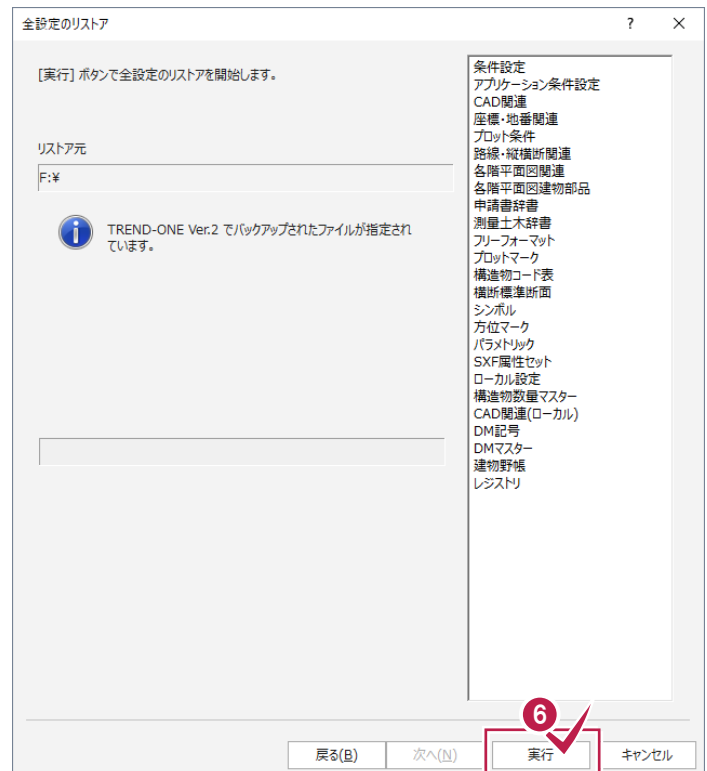 全設定のリストア
? ×
[実行] ボタンで全設定のリストアを開始します。
リストア元
F:¥
TREND-ONE Ver.2 でバックアップされたファイルが指定され
ています。
条件設定
アプリケーション条件設定
CAD関連
座標・地番関連
プロット条件
路線・縦横断関連
各階平面図関連
各階平面図建物部品
申請書辞書
測量土木辞書
フリーフォーマット
プロットマーク
構造物コード表
横断標準断面
シンボル
方位マーク
パラメトリック
SXF属性セット
ローカル設定
構造物数量マスター
CAD関連(ローカル)
DM記号
DMマスター
建物野帳
レジストリ
6
戻る(B) 次へ(N) 実行 キャンセル